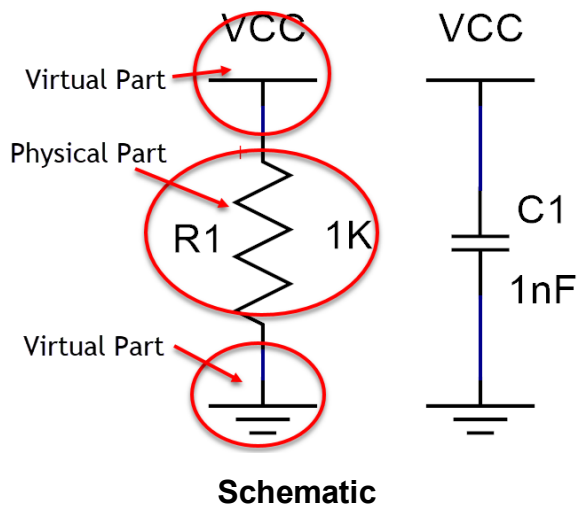 VCC
VCC
Virtual Part
Physical Part
R1
1K
C1
1nF
Virtual Part
Schematic